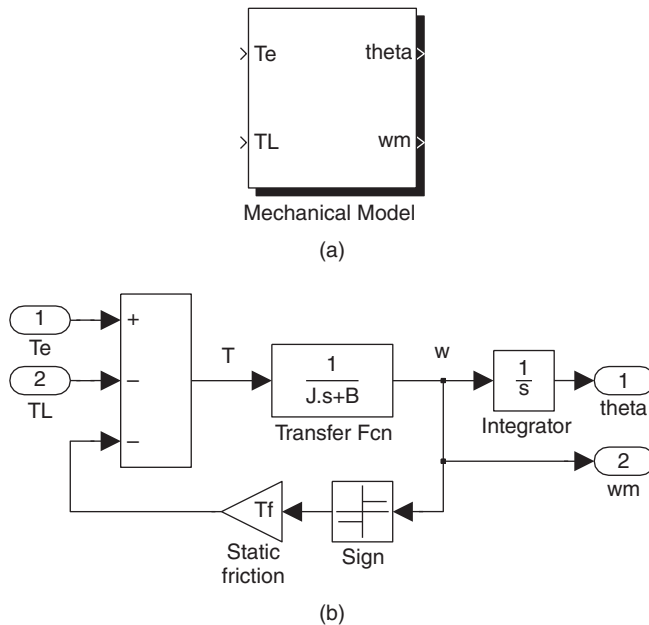 Te
theta
TL
wm
Mechanical Model
(a)
1
Te
2
TL
+
−
−
T
1
J.s+B
Transfer Fcn
w
1
s
Integrator
1
theta
2
wm
Tf
Static
friction
Sign
(b)